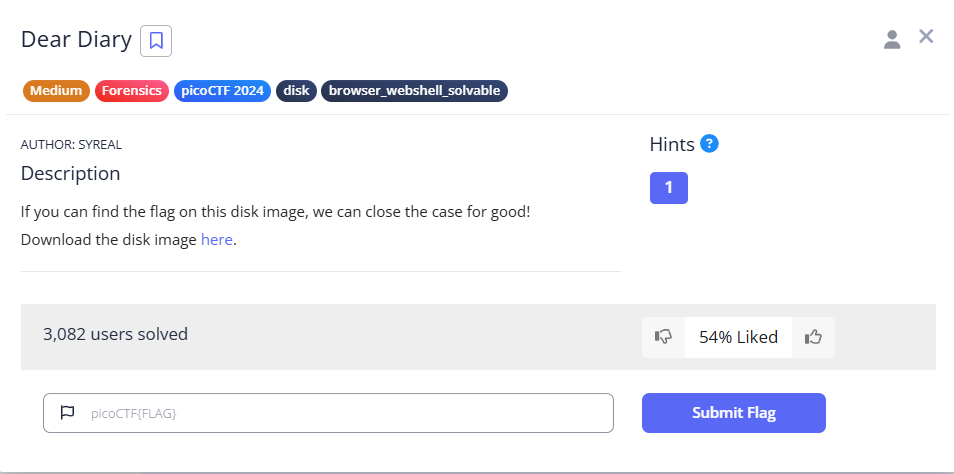 Dear Diary
Medium Forensics picoCTF 2024 disk browser_webshell_solvable
AUTHOR: SYREAL
Description
If you can find the flag on this disk image, we can close the case for good!
Download the disk image here.
Hints ?
1
3,082 users solved
54% Liked
picoCTF{FLAG}
Submit Flag